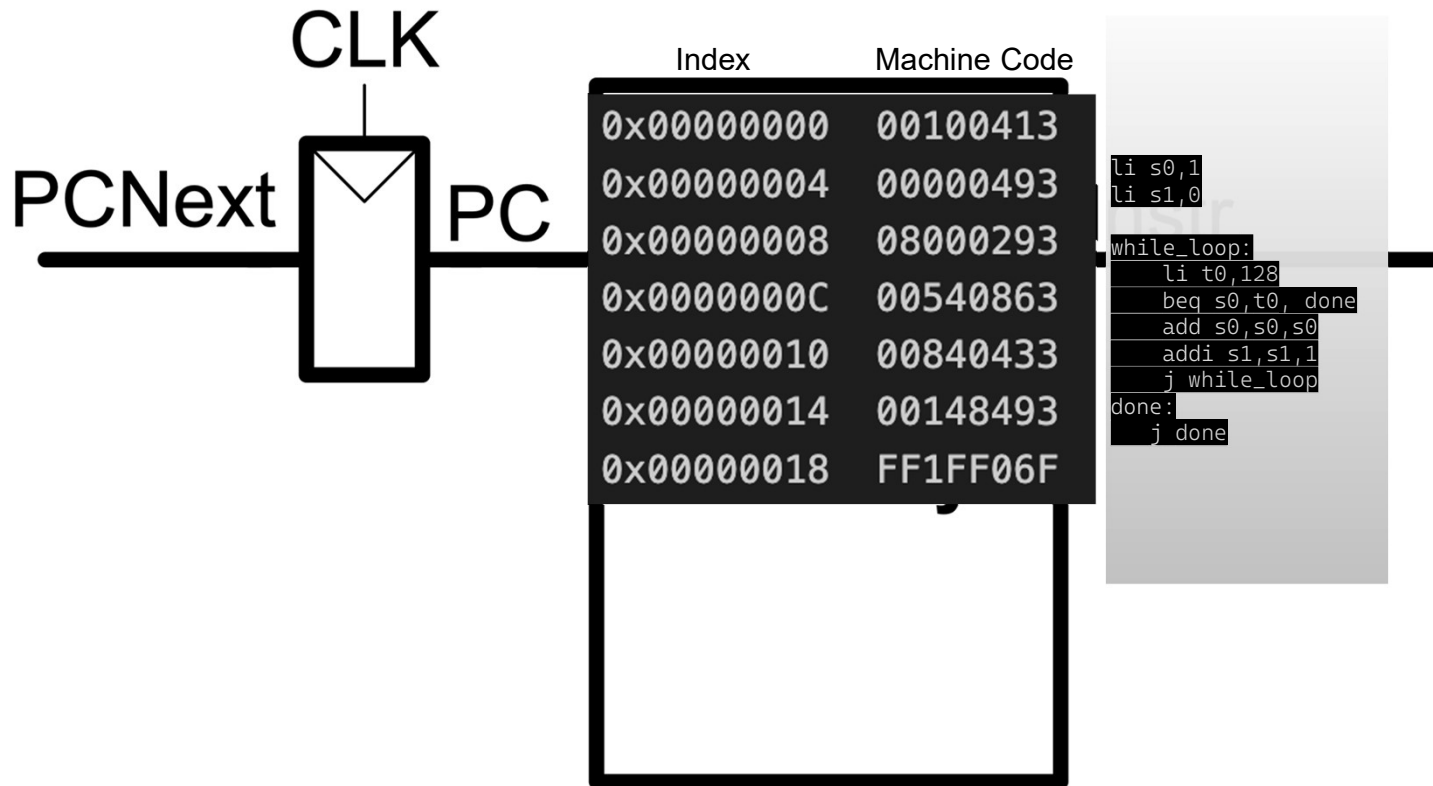 CLK
PCNext
PC
Index Machine Code
0x00000000 00100413
0x00000004 00000493
0x00000008 08000293
0x0000000C 00540863
0x00000010 00840433
0x00000014 00148493
0x00000018 FF1FF06F
li s0,1
li s1,0
while_loop:
li t0,128
beq s0,t0, done
add s0,s0,s0
addi s1,s1,1
j while_loop
done:
j done